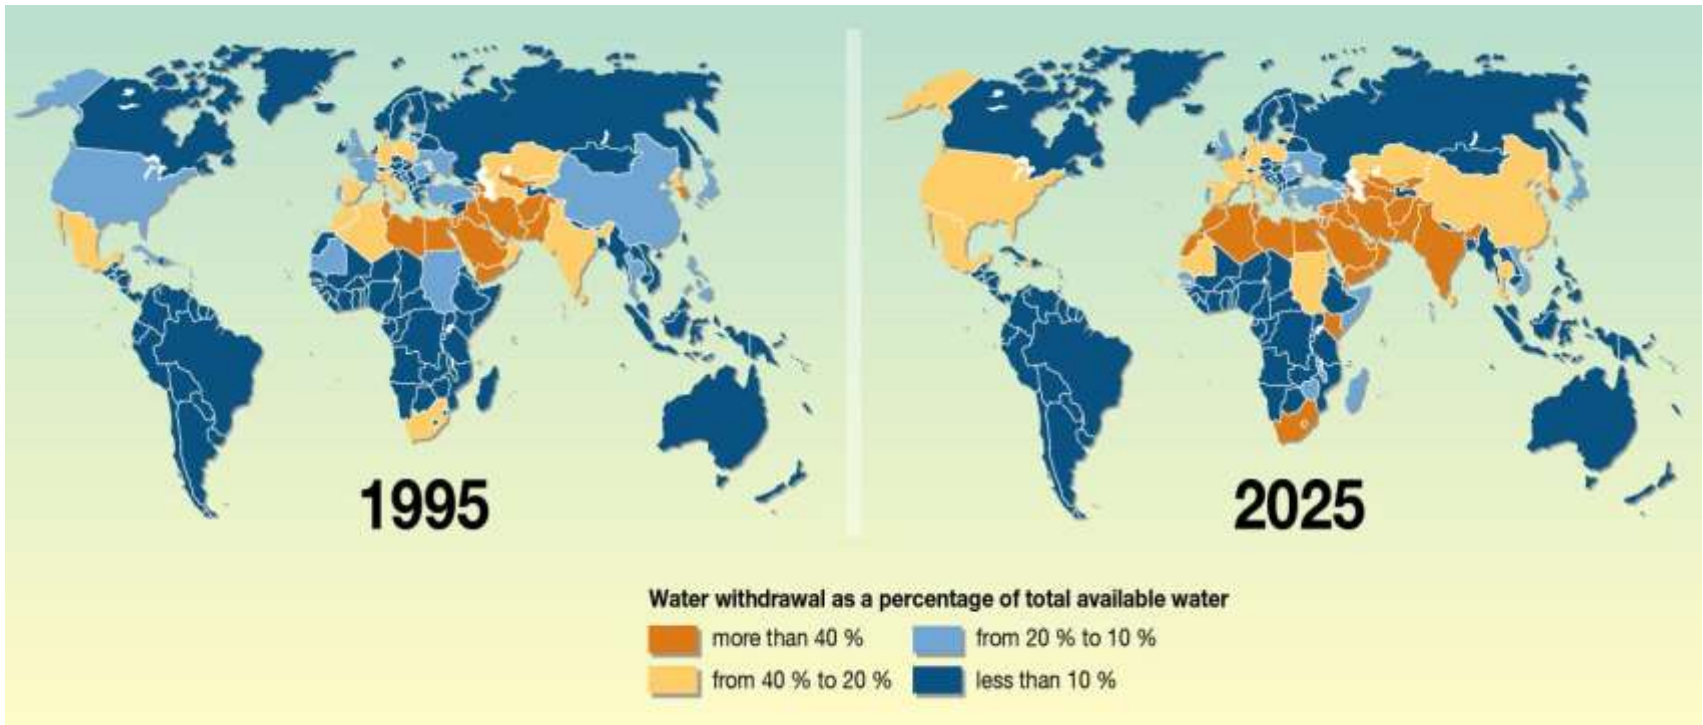 1995
2025
Water withdrawal as a percentage of total available water
more than 40 %
from 20 % to 10 %
from 40 % to 20 %
less than 10 %